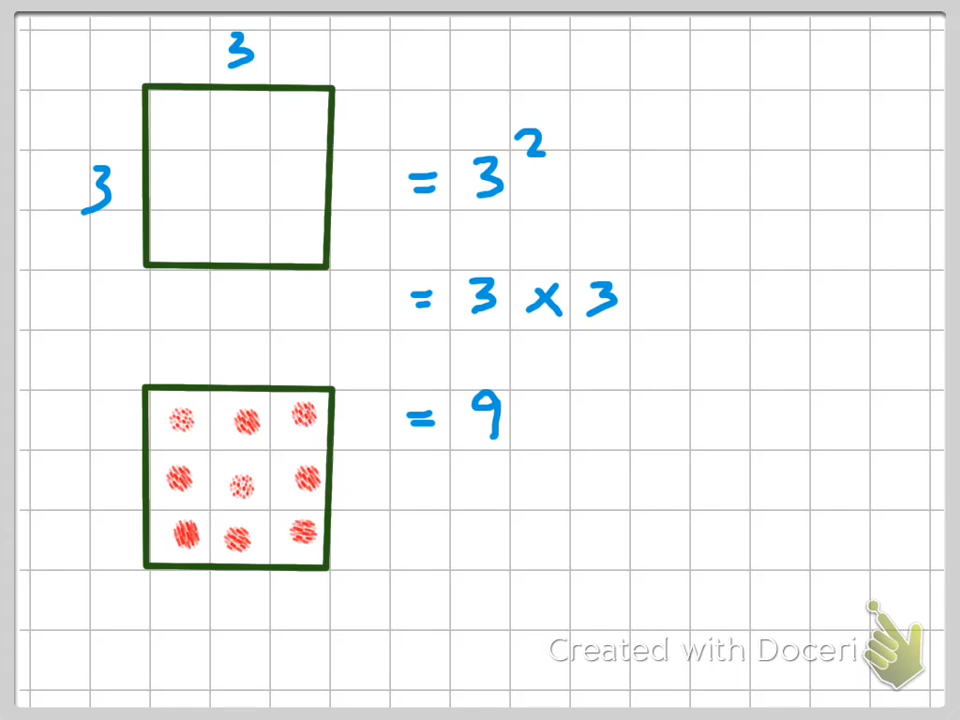 3
3
= 3²
= 3 × 3
= 9
Created with Doceri